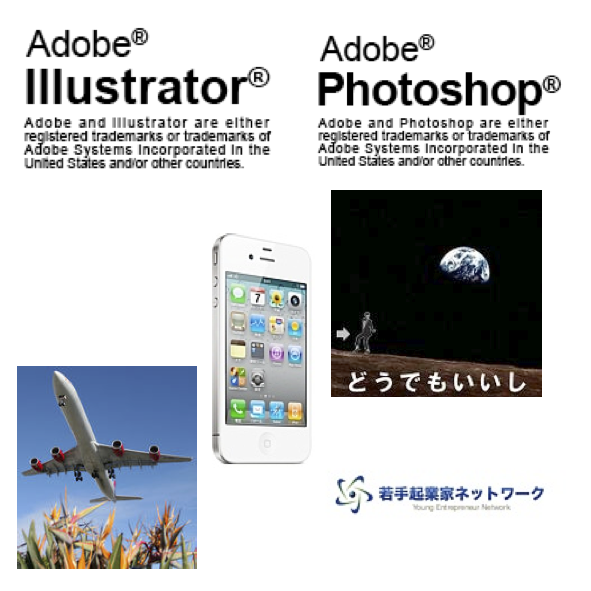 Adobe®
Illustrator®
Adobe and Illustrator are either
registered trademarks or trademarks of
Adobe Systems Incorporated in the
United States and/or other countries.
Adobe®
Photoshop®
Adobe and Photoshop are either
registered trademarks or trademarks of
Adobe Systems Incorporated in the
United States and/or other countries.
7
どうでもいいし
若手起業家ネットワーク
Young Entrepreneur Network